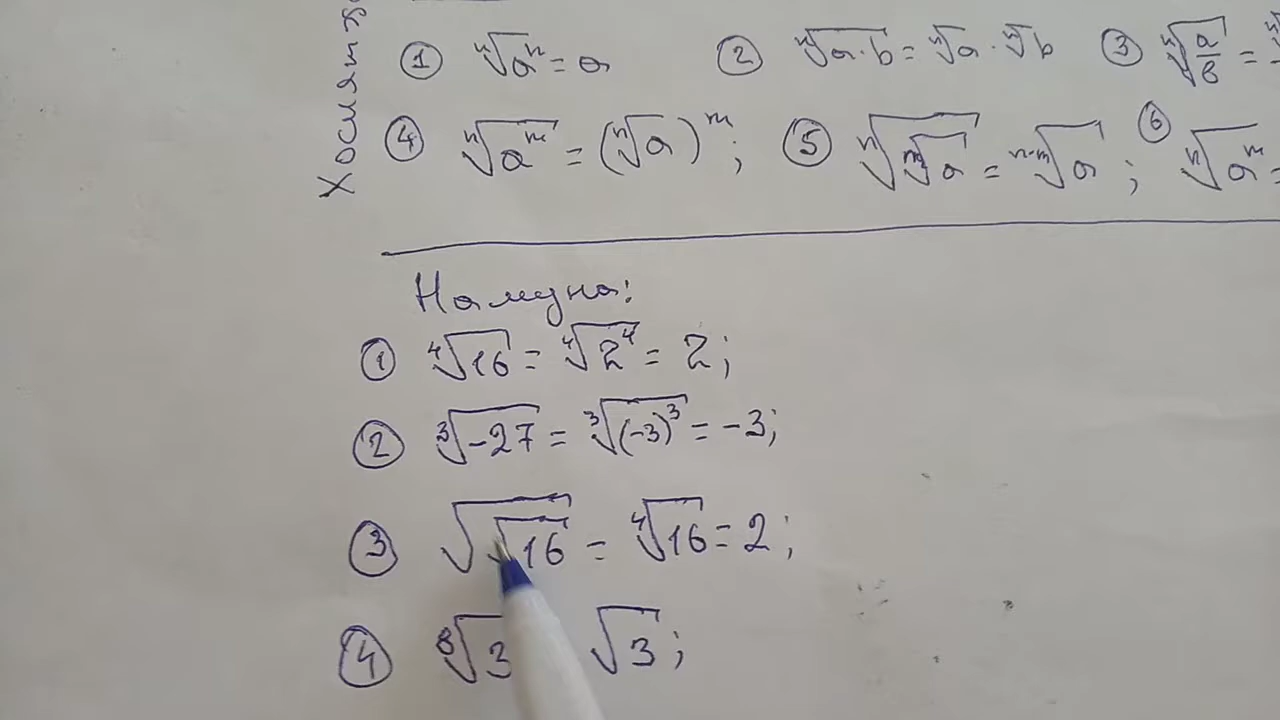 Хосият
① ⁿ√aⁿ = a ② ⁿ√a·b = ⁿ√a · ⁿ√b ③ ⁿ√a/b =
④ ⁿ√aᵐ = (ⁿ√a)ᵐ; ⑤ ⁿ√ᵐ√a = ⁿ·ᵐ√a; ⑥ ⁿ√aᵐ =
Намуна:
① ⁴√16 = ⁴√2⁴ = 2;
② ³√-27 = ³√(-3)³ = -3;
③ √√16 = ⁴√16 = 2;
④ ⁸√3 √3;